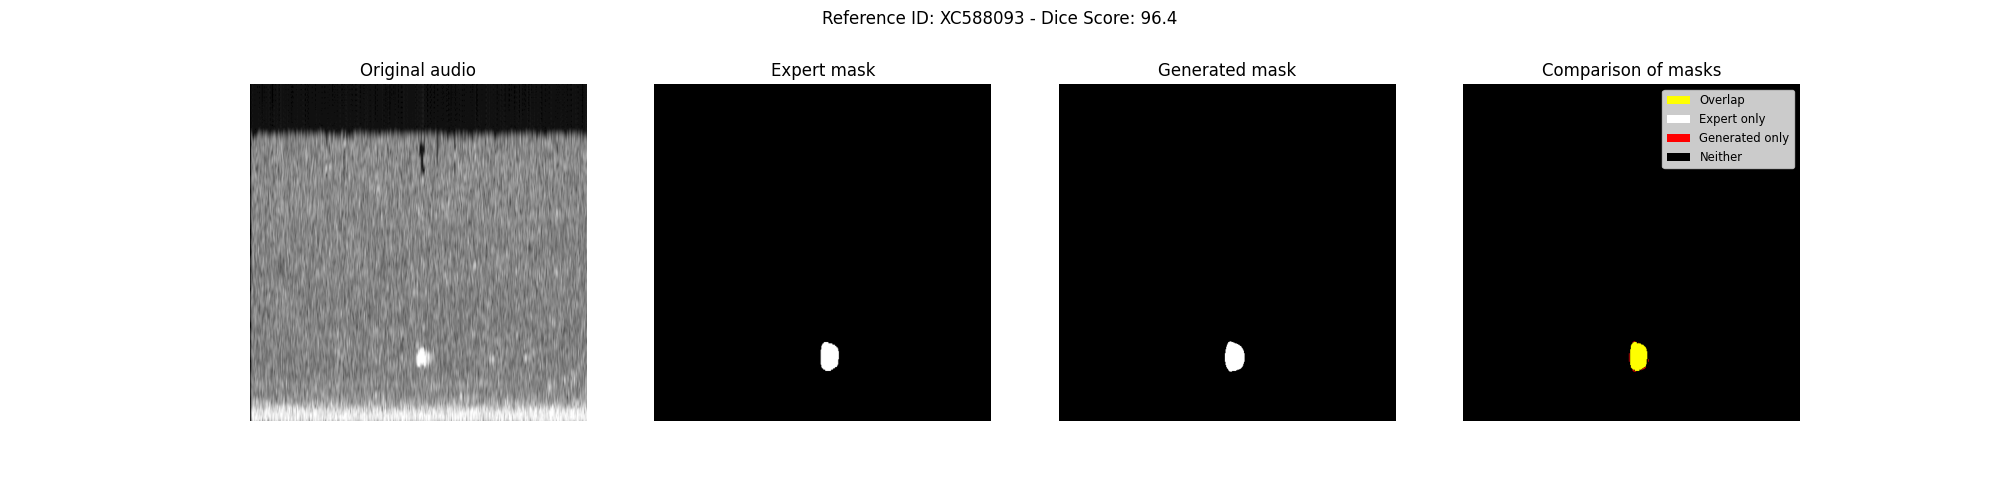 Reference ID: XC588093 - Dice Score: 96.4
Original audio
Expert mask
Generated mask
Comparison of masks
Overlap
Expert only
Generated only
Neither